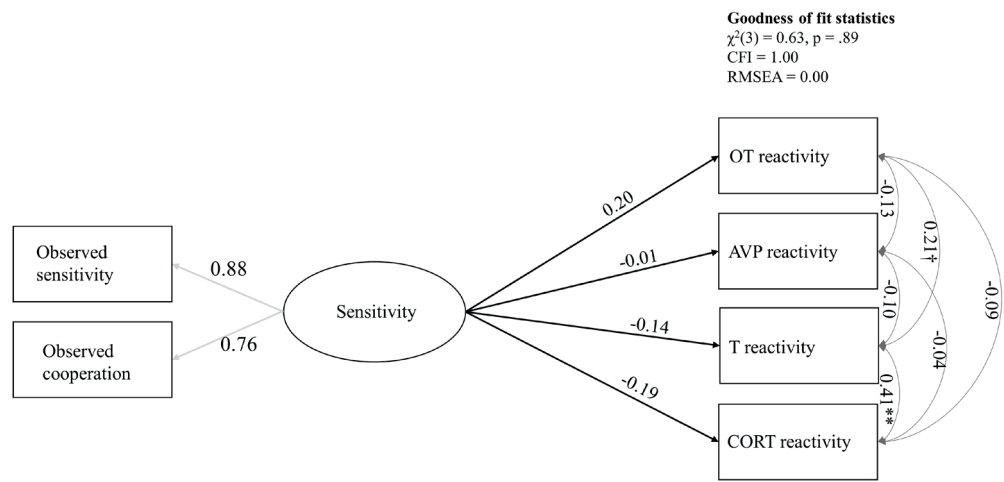 Goodness of fit statistics
χ²(3) = 0.63, p = .89
CFI = 1.00
RMSEA = 0.00
OT reactivity
0.20
-0.13
Observed
sensitivity
0.88
-0.01
AVP reactivity
0.21†
Sensitivity
-0.10
-0.09
Observed
cooperation
0.76
-0.14
T reactivity
-0.04
-0.19
0.41**
CORT reactivity